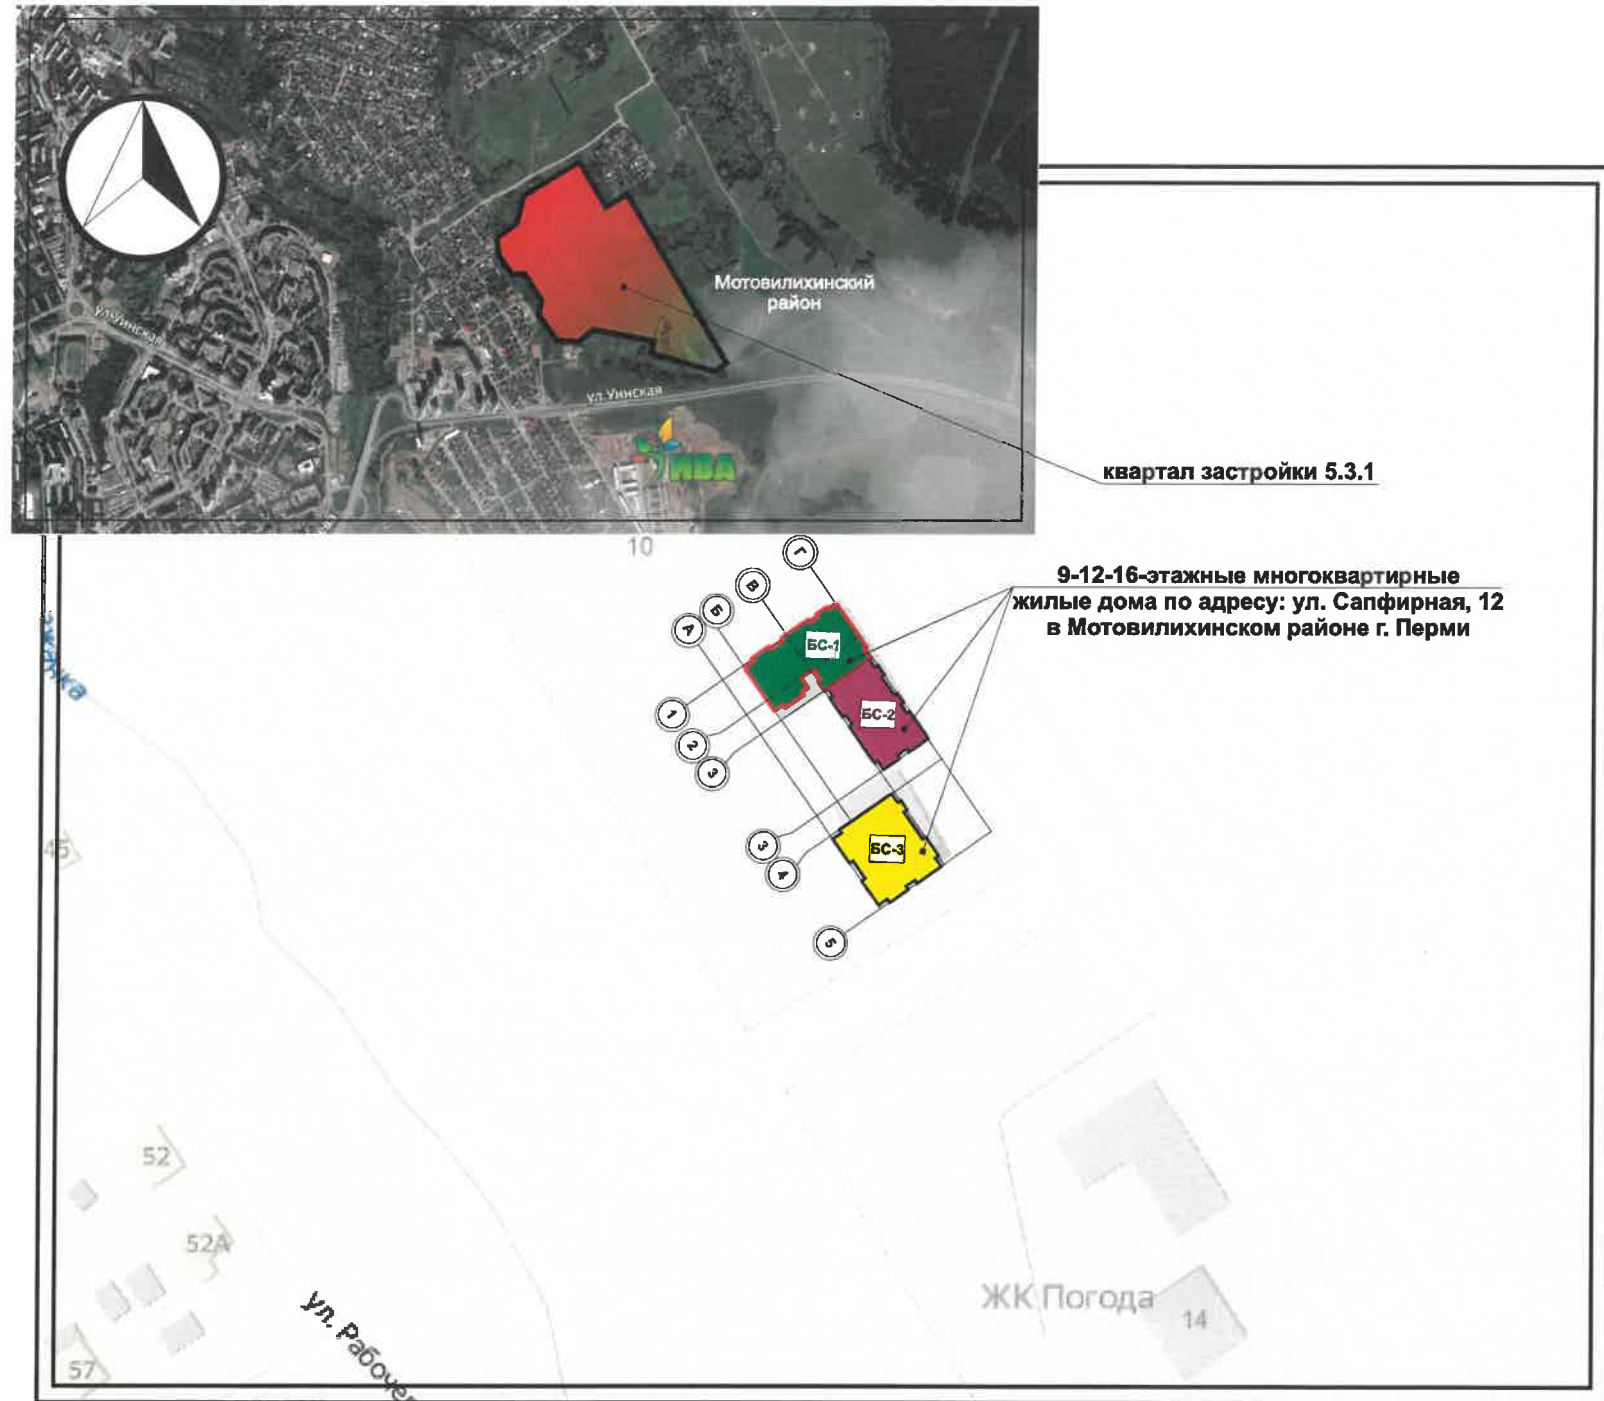 N
Мотовилихинский
район
ул.Уинская
ул.Уинская
ИВА
квартал застройки 5.3.1
10
9-12-16-этажные многоквартирные
жилые дома по адресу: ул. Сапфирная, 12
в Мотовилихинском районе г. Перми
Г
В
Б
А
БС-1
1
БС-2
2
3
3
БС-3
4
5
45
52
52А
ЖК Погода
14
ул. Рабоче
57